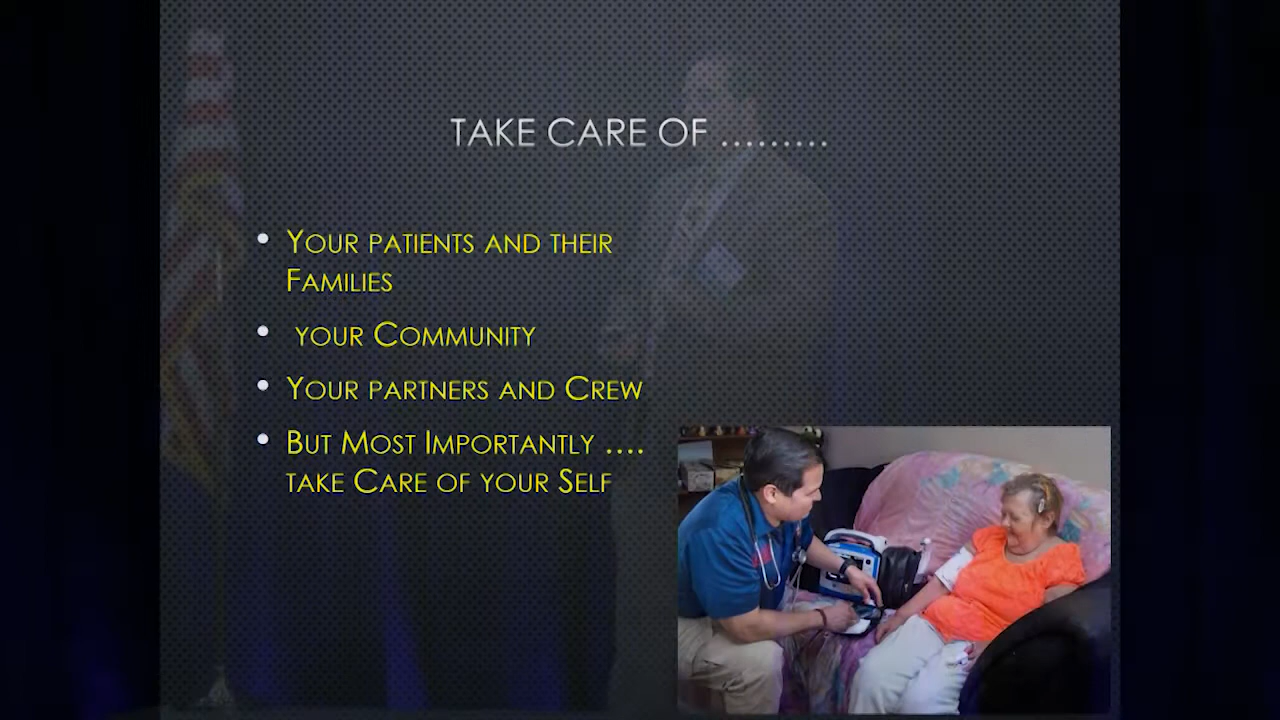 TAKE CARE OF .........
• YOUR PATIENTS AND THEIR
FAMILIES
• YOUR COMMUNITY
• YOUR PARTNERS AND CREW
• BUT MOST IMPORTANTLY ....
TAKE CARE OF YOUR SELF